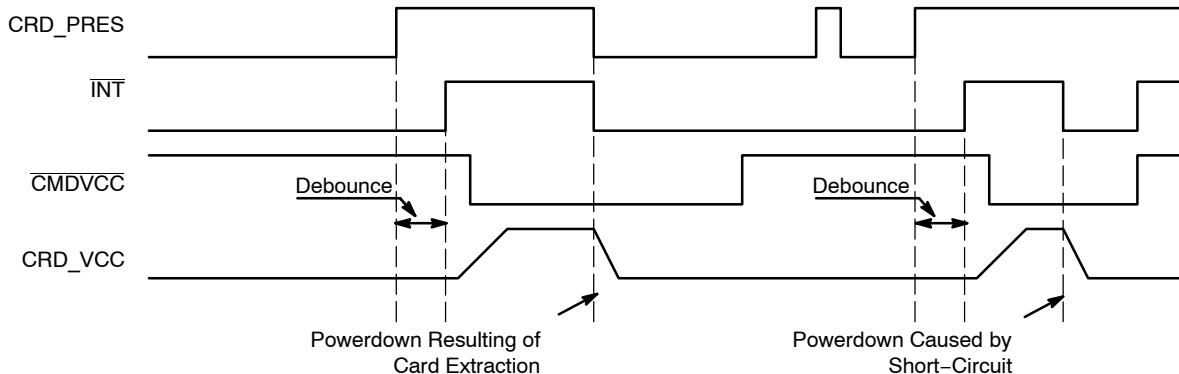 CRD_PRES
INT
CMDVCC
Debounce
Debounce
CRD_VCC
Powerdown Resulting of
Card Extraction
Powerdown Caused by
Short−Circuit